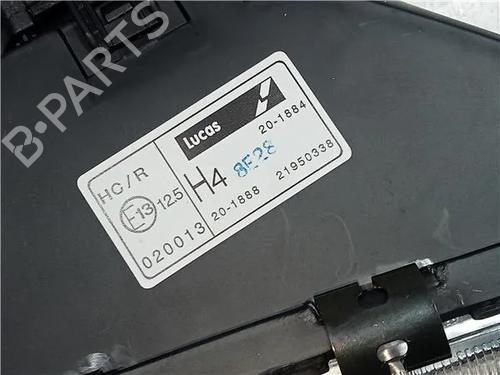 B-PARTS
Lucas
20-1884
HC/R
E13 125
020013
H4 8E28
20-1888 21950338